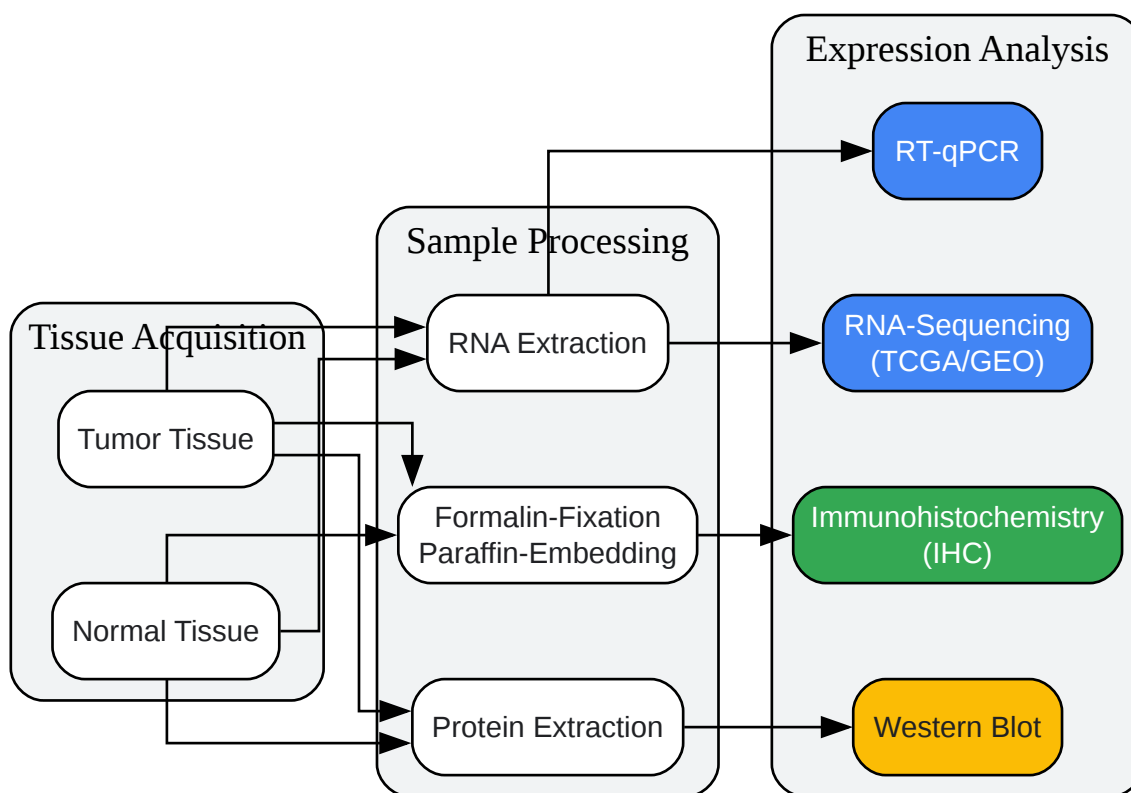 Tissue Acquisition
Tumor Tissue
Normal Tissue
Sample Processing
RNA Extraction
Formalin-Fixation
Paraffin-Embedding
Protein Extraction
Expression Analysis
RT-qPCR
RNA-Sequencing
(TCGA/GEO)
Immunohistochemistry
(IHC)
Western Blot